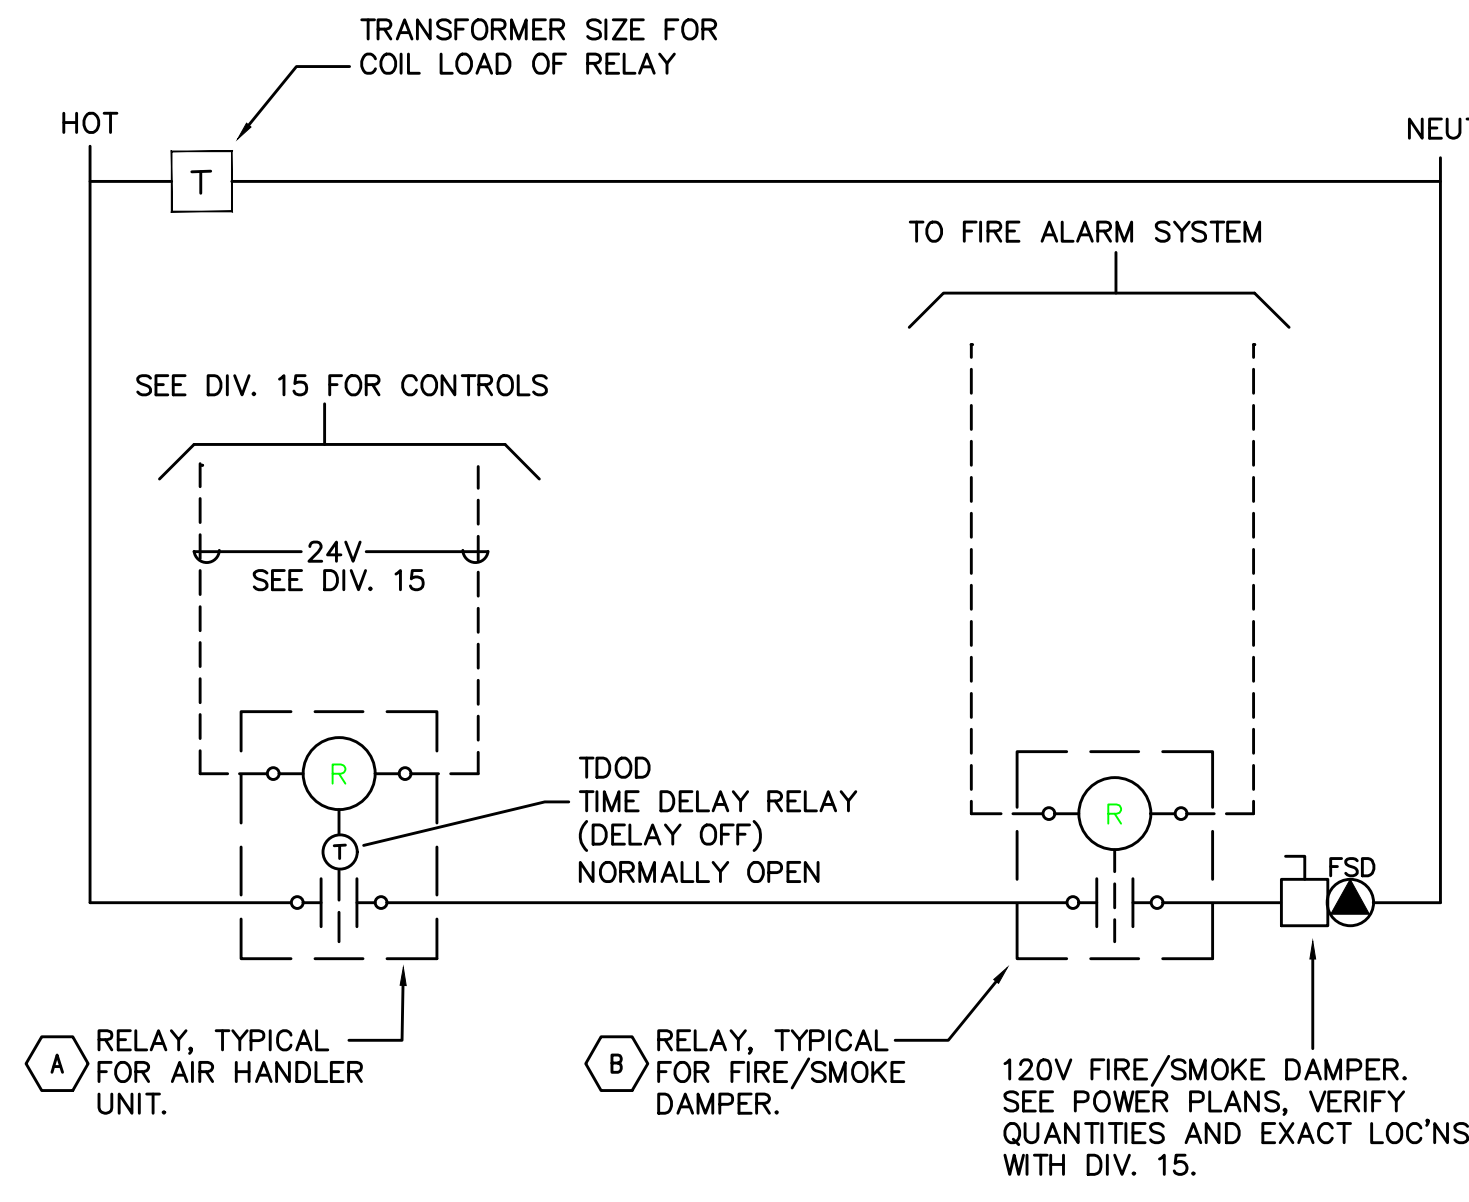 TRANSFORMER SIZE FOR
COIL LOAD OF RELAY
HOT
NEUT
T
TO FIRE ALARM SYSTEM
SEE DIV. 15 FOR CONTROLS
24V
SEE DIV. 15
R
TDOD
TIME DELAY RELAY
(DELAY OFF)
NORMALLY OPEN
T
R
FSD
A
RELAY, TYPICAL
FOR AIR HANDLER
UNIT.
B
RELAY, TYPICAL
FOR FIRE/SMOKE
DAMPER.
120V FIRE/SMOKE DAMPER.
SEE POWER PLANS, VERIFY
QUANTITIES AND EXACT LOC'NS
WITH DIV. 15.